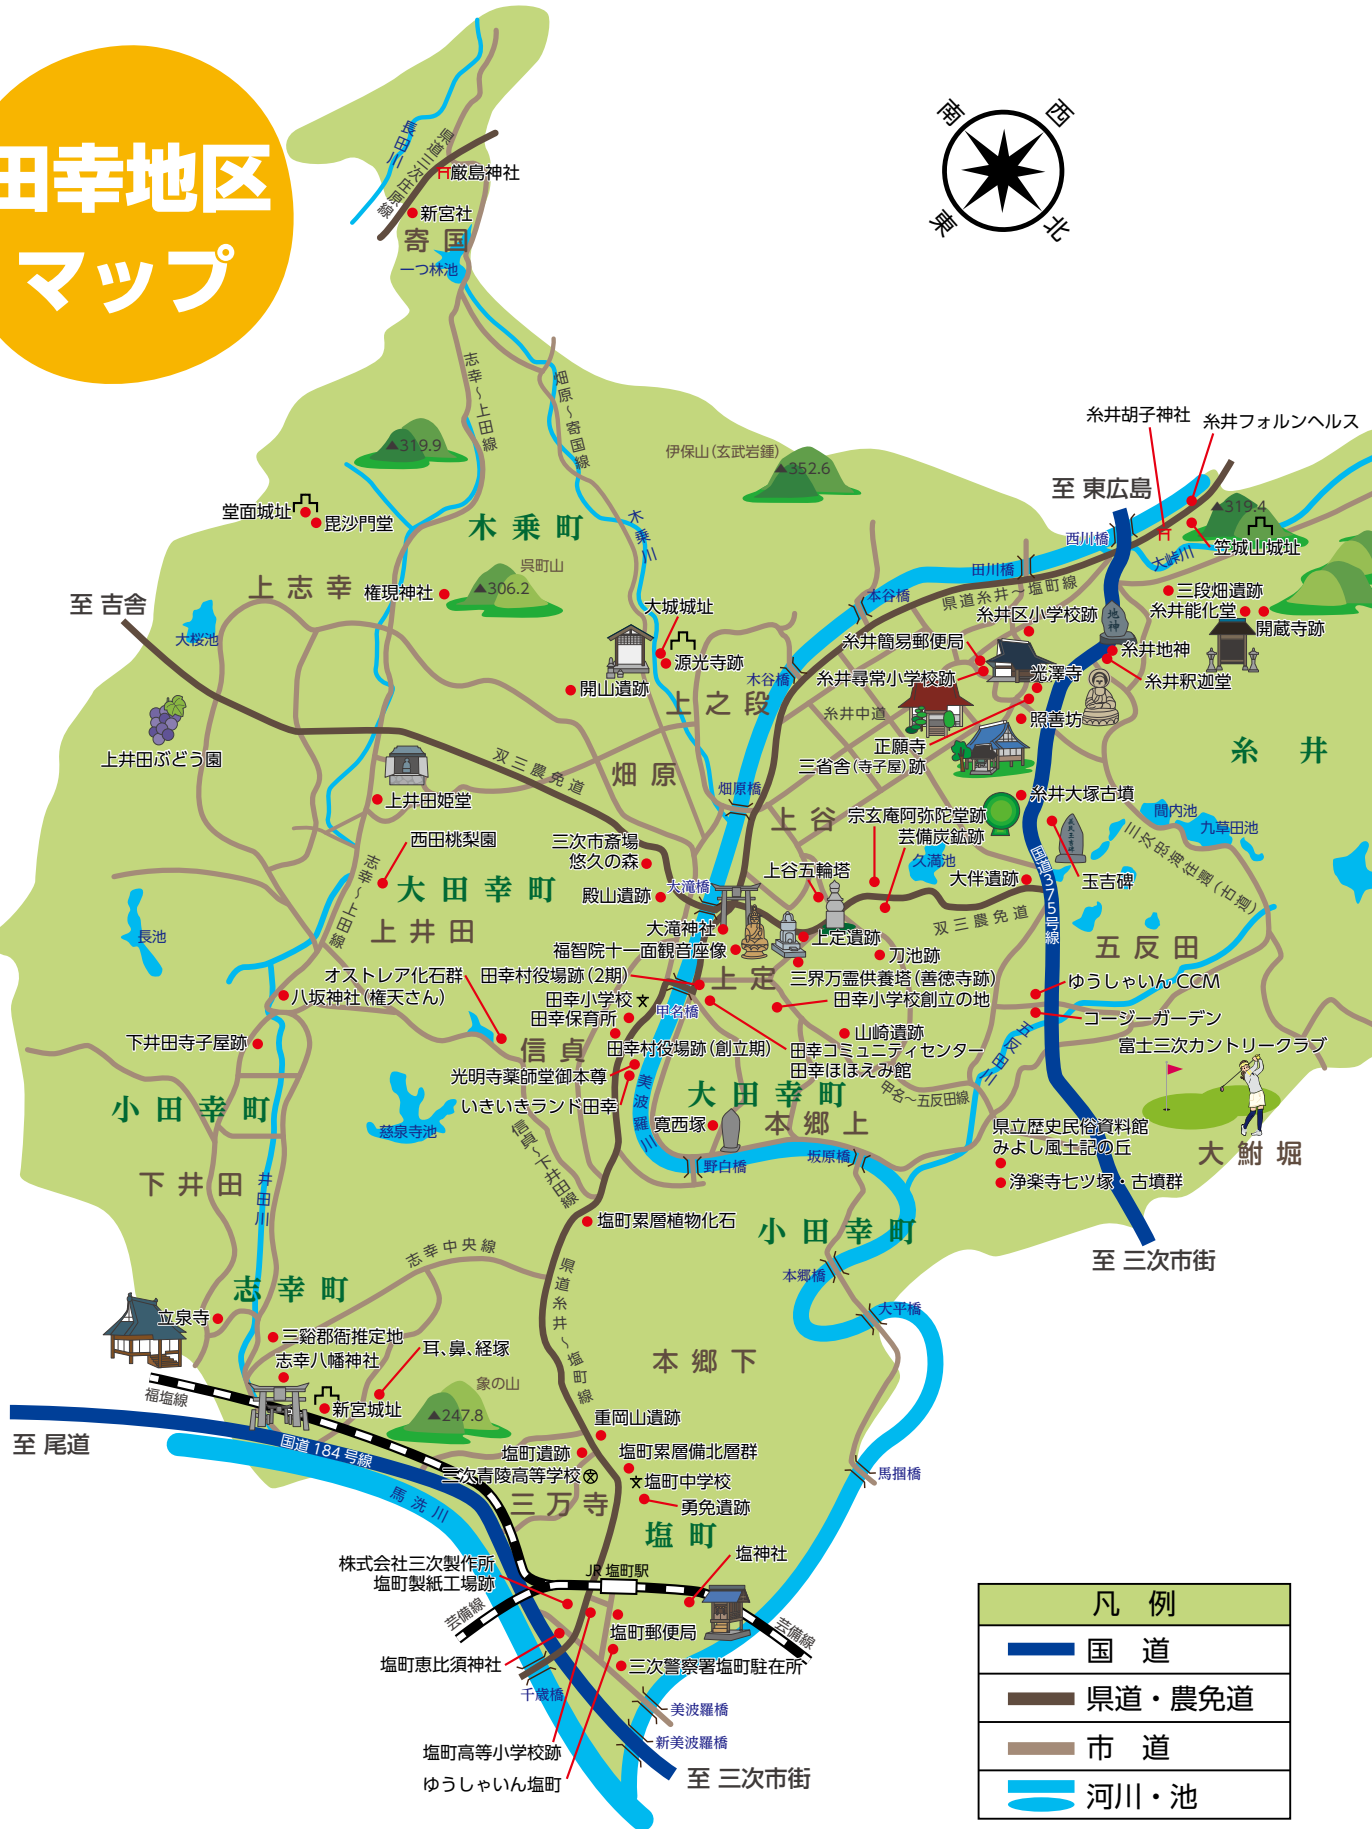 田幸地区
マップ
南
西
東
北
長田川
県道三次庄原線
厳島神社
新宮社
寄国
一つ林池
志幸～上田線
畑原～寄国線
▲319.9
伊保山(玄武岩鍾)
▲352.6
糸井胡子神社
糸井フォルンヘルス
至 東広島
▲319.4
笠城山城址
西川橋
大峠川
堂面城址
毘沙門堂
木乗町
木乗川
呉町山
▲306.2
上志幸
権現神社
至 吉舎
大桜池
大城城址
源光寺跡
開山遺跡
上之段
木谷橋
本谷橋
田川橋
県道糸井～塩町線
三段畑遺跡
糸井能化堂
開蔵寺跡
糸井区小学校跡
地神
糸井簡易郵便局
糸井地神
糸井尋常小学校跡
光澤寺
糸井釈迦堂
糸井中道
照善坊
正願寺
三省舎(寺子屋)跡
糸井
上井田ぶどう園
双三農免道
畑原
畑原橋
上井田姫堂
上谷
宗玄庵阿弥陀堂跡
糸井大塚古墳
芸備炭鉱跡
間内池
九草田池
三次忠海往還(古道)
西田桃梨園
三次市斎場
悠久の森
久満池
国道375号線
志幸～上田線
大田幸町
上谷五輪塔
大伴遺跡
玉吉碑
殿山遺跡
大滝橋
上井田
大滝神社
双三農免道
長池
福智院十一面観音座像
上定遺跡
五反田
刀池跡
オストレア化石群
田幸村役場跡(2期)
上定
三界万霊供養塔(善徳寺跡)
ゆうしゃいん CCM
八坂神社(権天さん)
田幸小学校
田幸小学校創立の地
田幸保育所
甲名橋
コージーガーデン
下井田寺子屋跡
信貞
田幸村役場跡(創立期)
山崎遺跡
田幸コミュニティセンター
田幸ほほえみ館
五反田川
富士三次カントリークラブ
光明寺薬師堂御本尊
美波羅川
大田幸町
甲名～五反田線
小田幸町
いきいきランド田幸
慈泉寺池
信貞～下井田線
寛西塚
本郷上
県立歴史民俗資料館
みよし風土記の丘
大鮒堀
下井田
井田川
野白橋
坂原橋
浄楽寺七ツ塚・古墳群
塩町累層植物化石
小田幸町
志幸中央線
至 三次市街
県道糸井～塩町線
本郷橋
志幸町
立泉寺
大平橋
三谿郡衙推定地
志幸八幡神社
耳、鼻、経塚
本郷下
福塩線
象の山
新宮城址
▲247.8
至 尾道
国道184号線
重岡山遺跡
塩町遺跡
塩町累層備北層群
三次青陵高等学校
塩町中学校
馬洗川
三万寺
勇免遺跡
馬摑橋
塩町
株式会社三次製作所
塩町製紙工場跡
JR 塩町駅
塩神社
芸備線
塩町郵便局
芸備線
塩町恵比須神社
三次警察署塩町駐在所
千歳橋
美波羅橋
新美波羅橋
塩町高等小学校跡
ゆうしゃいん塩町
至 三次市街
凡 例
国 道
県道・農免道
市 道
河川・池